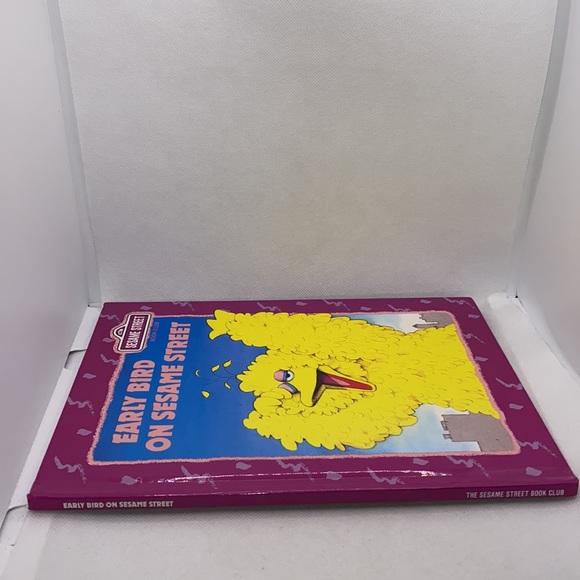 SESAME STREET
EARLY BIRD
ON SESAME STREET
EARLY BIRD ON SESAME STREET
THE SESAME STREET BOOK CLUB